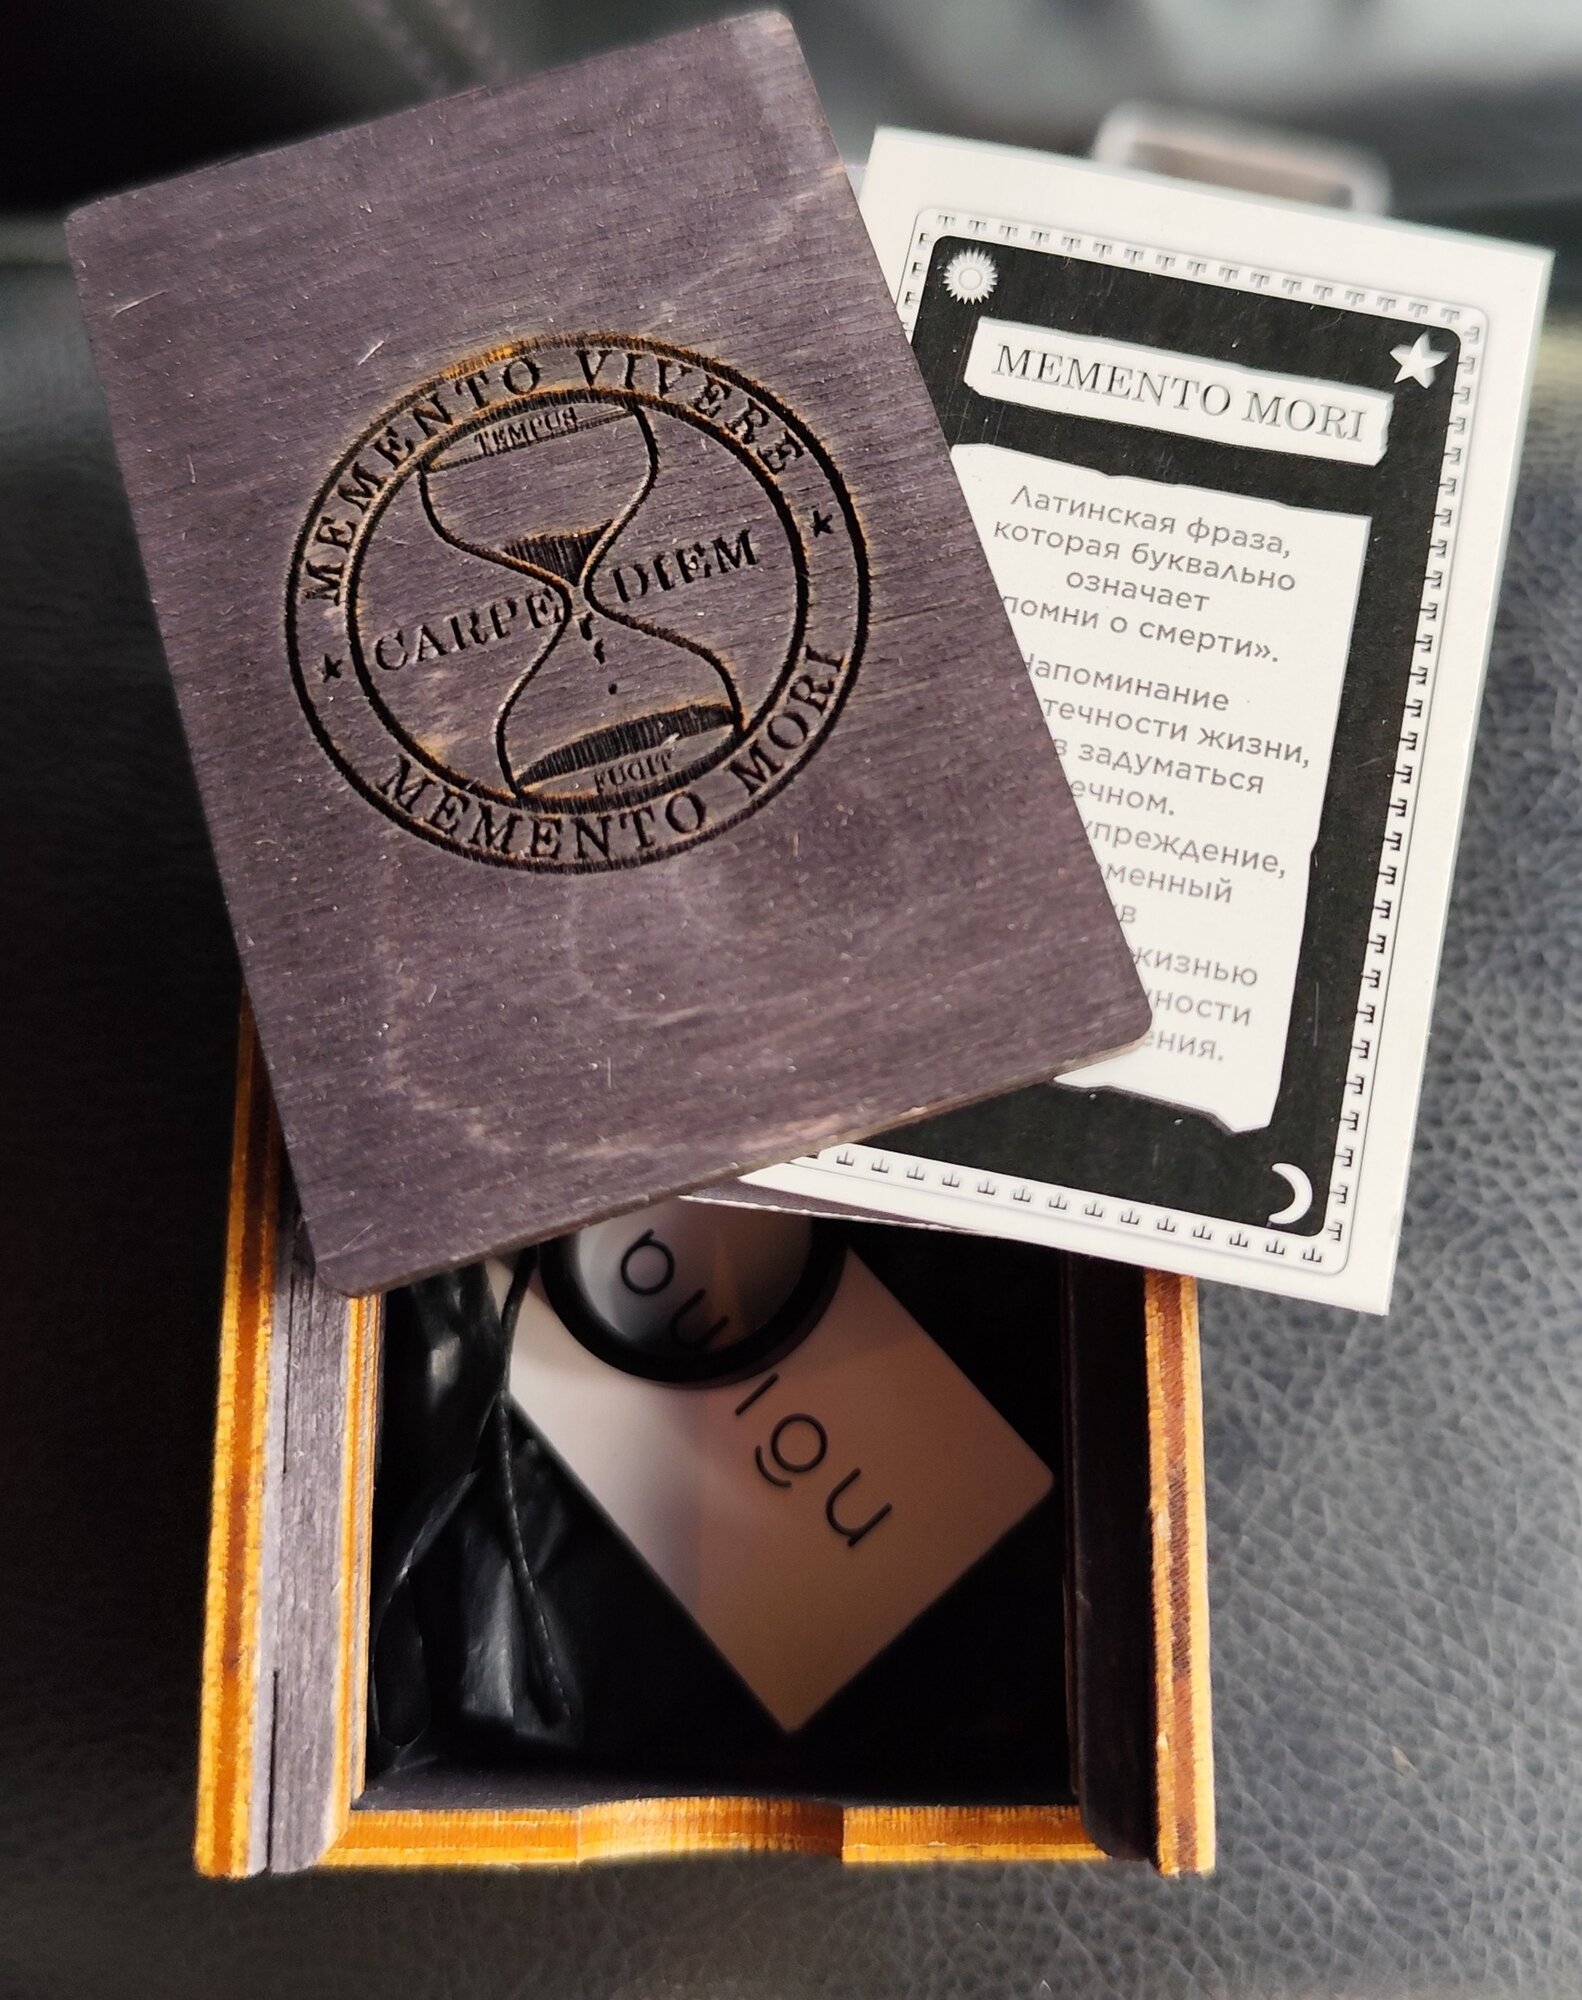 MEMENTO VIVERE
TEMPUS
CARPE DIEM
FUGIT
MEMENTO MORI
MEMENTO MORI
Латинская фраза,
которая буквально
означает
помни о смерти».
Напоминание
течности жизни,
в задуматься
ечном.
упреждение,
менный
в
жизнью
ности
ения.